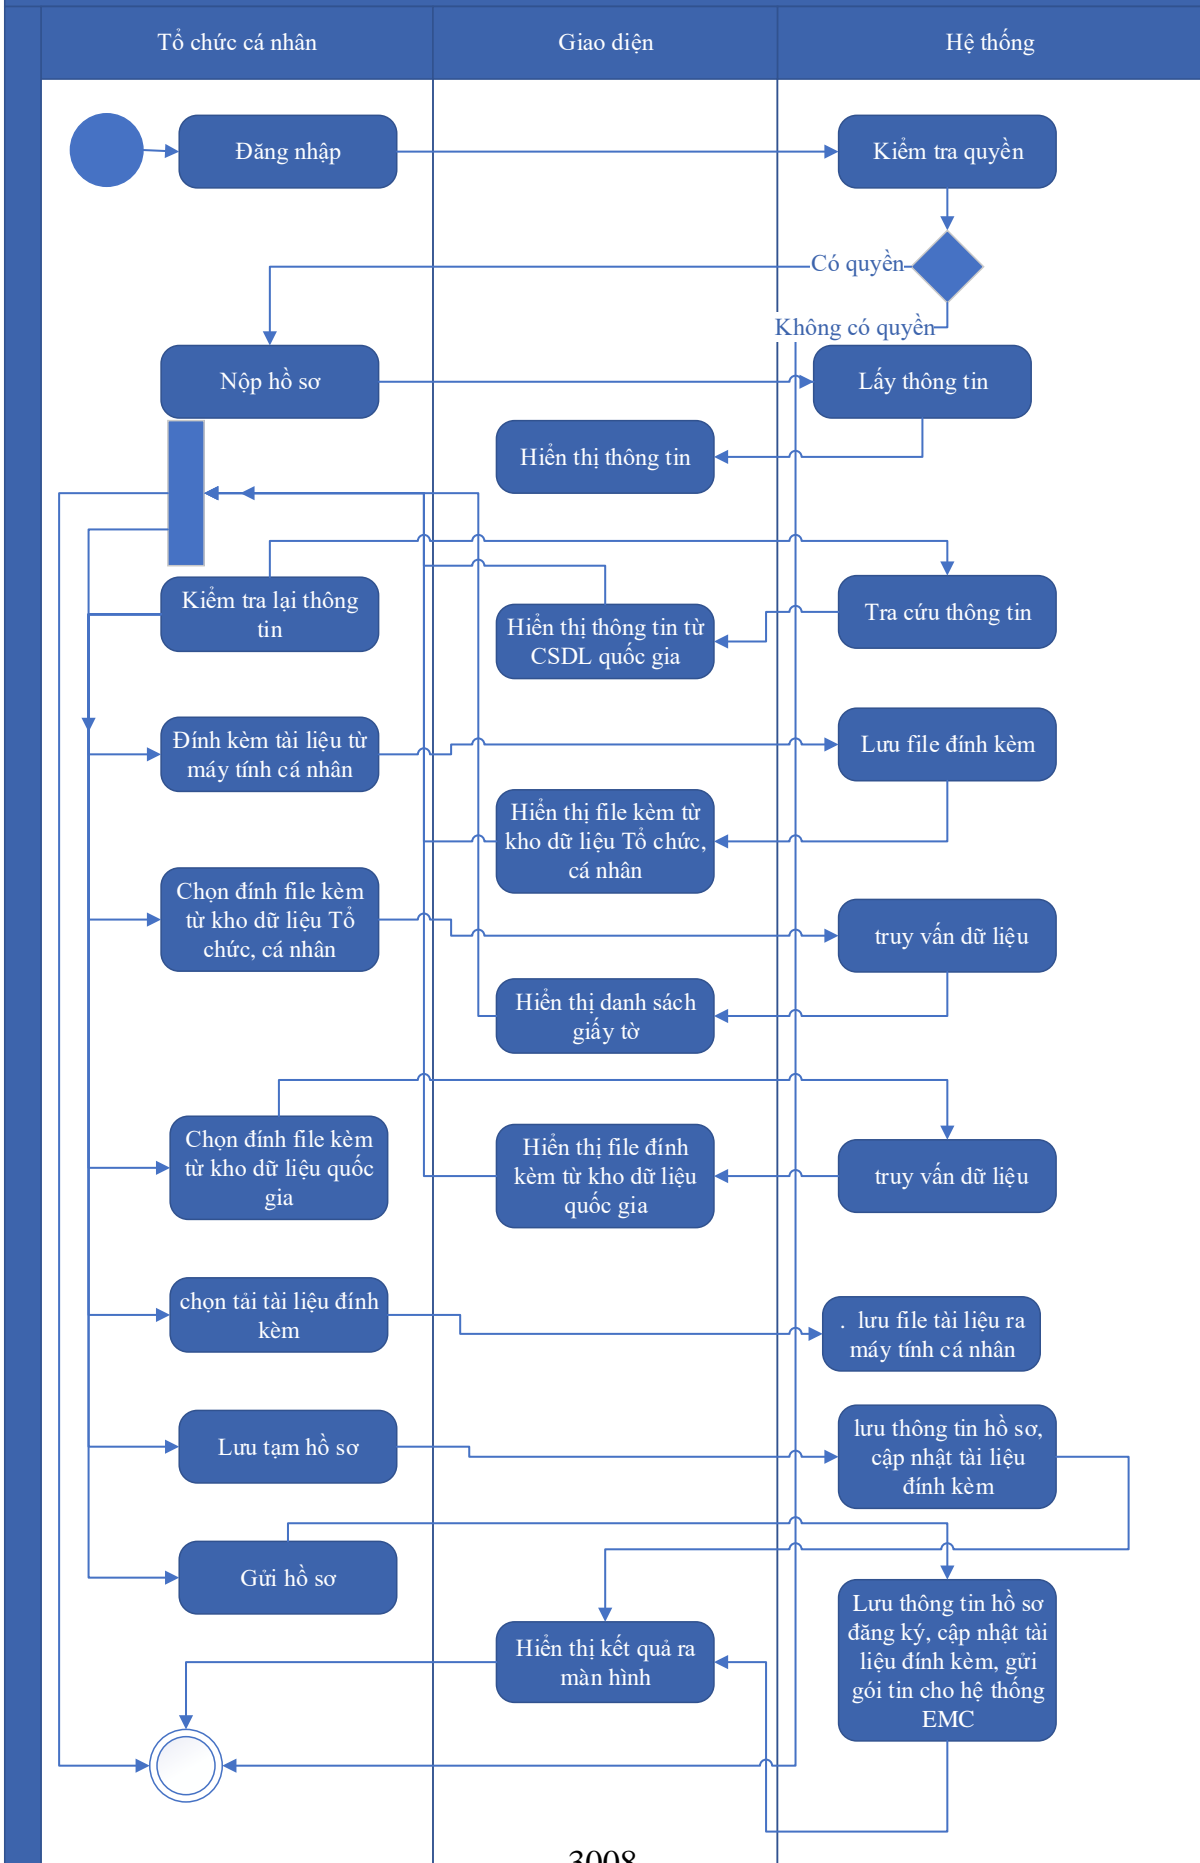 Tổ chức cá nhân
Giao diện
Hệ thống
Đăng nhập
Kiểm tra quyền
Có quyền
Không có quyền
Nộp hồ sơ
Lấy thông tin
Hiển thị thông tin
Kiểm tra lại thông
tin
Hiển thị thông tin từ
CSDL quốc gia
Tra cứu thông tin
Đính kèm tài liệu từ
máy tính cá nhân
Lưu file đính kèm
Hiển thị file kèm từ
kho dữ liệu Tổ chức,
cá nhân
Chọn đính file kèm
từ kho dữ liệu Tổ
chức, cá nhân
truy vấn dữ liệu
Hiển thị danh sách
giấy tờ
Chọn đính file kèm
từ kho dữ liệu quốc
gia
Hiển thị file đính
kèm từ kho dữ liệu
quốc gia
truy vấn dữ liệu
chọn tải tài liệu đính
kèm
. lưu file tài liệu ra
máy tính cá nhân
Lưu tạm hồ sơ
lưu thông tin hồ sơ,
cập nhật tài liệu
đính kèm
Gửi hồ sơ
Hiển thị kết quả ra
màn hình
Lưu thông tin hồ sơ
đăng ký, cập nhật tài
liệu đính kèm, gửi
gói tin cho hệ thống
EMC
3008